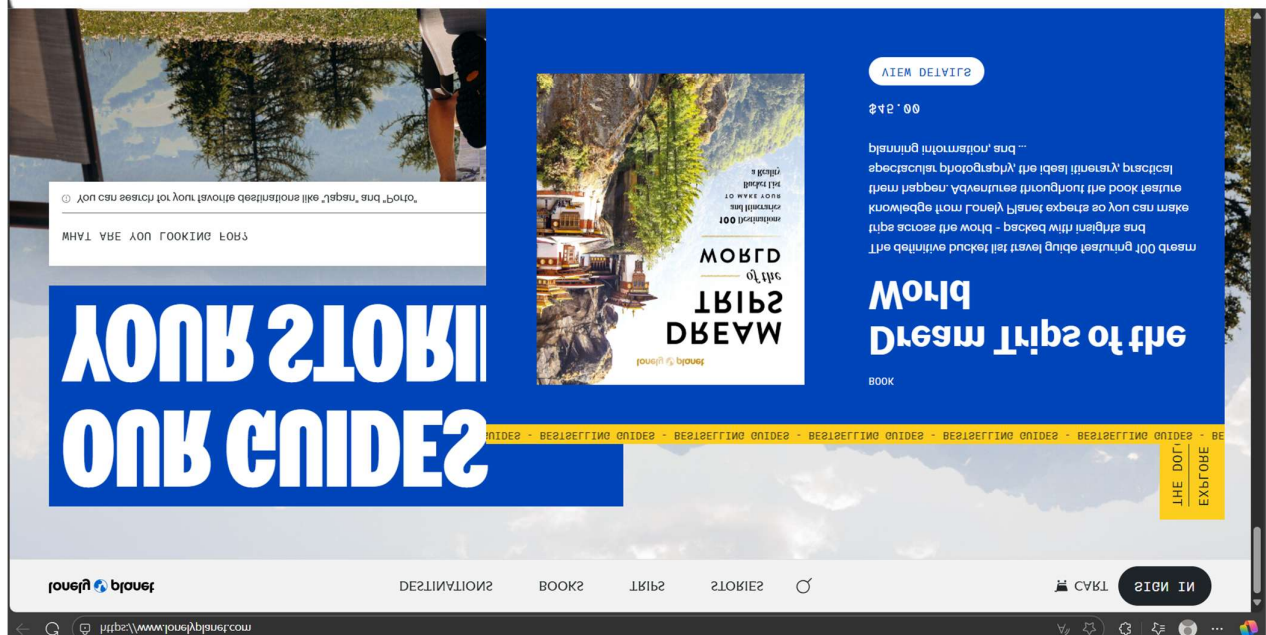 https://www.lonelyplanet.com
lonely planet
DESTINATIONS
BOOKS
TRIPS
STORIES
CART
SIGN IN
EXPLORE
THE DOL
OUR GUIDES
YOUR STORI
WHAT ARE YOU LOOKING FOR?
You can search for your favorite destinations like "Japan" and "Porto"
GUIDES - BESTSELLING GUIDES - BESTSELLING GUIDES - BESTSELLING GUIDES - BESTSELLING GUIDES - BESTSELLING GUIDES - BE
lonely planet
DREAM
TRIPS
of the
WORLD
100 Destinations
and Itineraries
TO MAKE YOUR
Bucket List
a Reality
BOOK
Dream Trips of the
World
The definitive bucket list travel guide featuring 100 dream
trips across the world - packed with insights and
knowledge from Lonely Planet experts so you can make
them happen. Adventures throughout the book feature
spectacular photography, the ideal itinerary, practical
planning information, and ...
$45.00
VIEW DETAILS